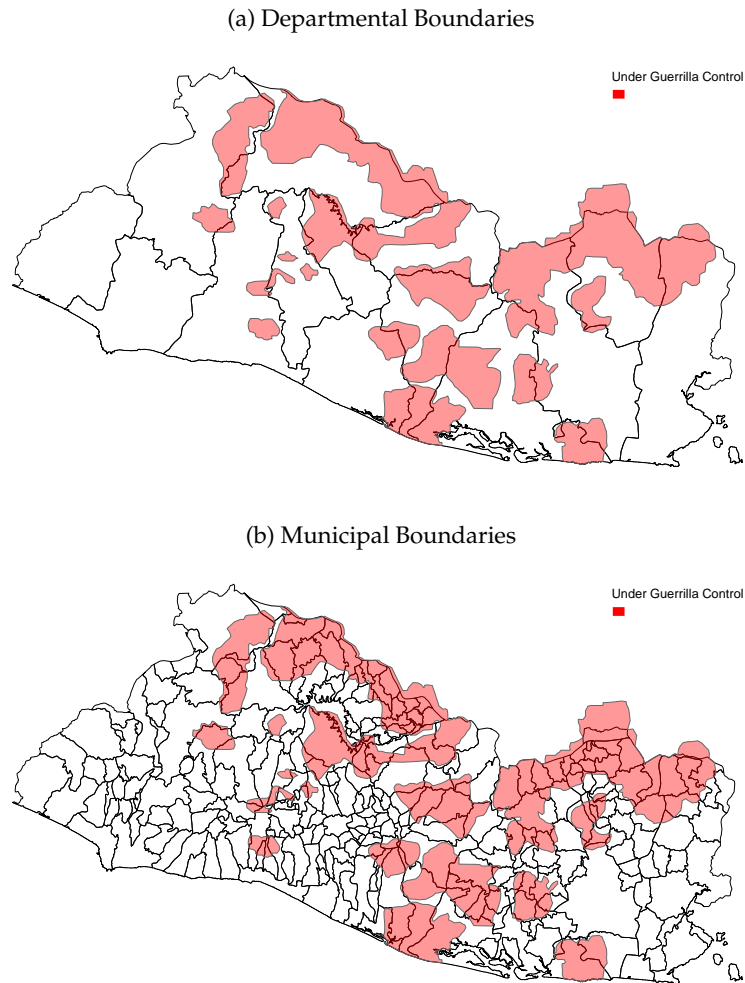 (a) Departmental Boundaries
Under Guerrilla Control
(b) Municipal Boundaries
Under Guerrilla Control